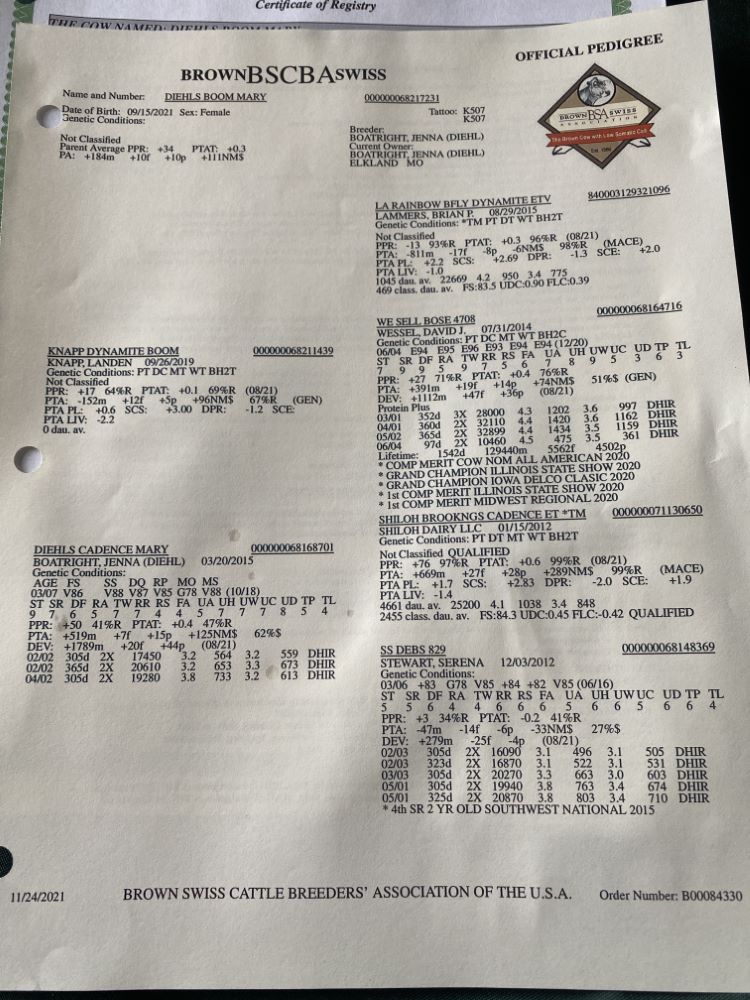 Certificate of Registry
THE COW NAMED: DIEHLS BOOM MARY
OFFICIAL PEDIGREE
BROWNBSCBASWISS
BROWN BSA SWISS
ASSOCIATION
The Brown Cow with Low Somatic Cell
Est. 1880
Name and Number: DIEHLS BOOM MARY 000000068217231
Date of Birth: 09/15/2021 Sex: Female Tattoo: K507
Genetic Conditions: K507
Breeder:
BOATRIGHT, JENNA (DIEHL)
Current Owner:
BOATRIGHT, JENNA (DIEHL)
ELKLAND MO
Not Classified
Parent Average PPR: +34 PTAT: +0.3
PA: +184m +10f +10p +111NM$
LA RAINBOW BFLY DYNAMITE ETV 840003129321096
LAMMERS, BRIAN P. 08/29/2015
Genetic Conditions: *TM PT DT WT BH2T
Not Classified
PPR: -13 93%R PTAT: +0.3 96%R (08/21)
PTA: -811m -17f -8p -6NM$ 98%R (MACE)
PTA PL: +2.2 SCS: +2.69 DPR: -1.3 SCE: +2.0
PTA LIV: -1.0
1045 dau. av. 22669 4.2 950 3.4 775
469 class. dau. av. FS:83.5 UDC:0.90 FLC:0.39
KNAPP DYNAMITE BOOM 000000068211439
KNAPP, LANDEN 09/26/2019
Genetic Conditions: PT DC MT WT BH2T
Not Classified
PPR: +17 64%R PTAT: +0.1 69%R (08/21)
PTA: -152m +12f +5p +96NM$ 67%R (GEN)
PTA PL: +0.6 SCS: +3.00 DPR: -1.2 SCE:
PTA LIV: -2.2
0 dau. av.
WE SELL BOSE 4708 000000068164716
WESSEL, DAVID J. 07/31/2014
Genetic Conditions: PT DC MT WT BH2C
06/04 E94 E95 E96 E93 E94 E94 (12/20)
ST SR DF RA TW RR RS FA UA UH UW UC UD TP TL
7 9 9 5 9 7 5 6 7 8 9 5 3 6 3
PPR: +27 71%R PTAT: +0.4 76%R
PTA: +391m +19f +14p +74NM$ 51%$ (GEN)
DEV: +1112m +47f +36p (08/21)
Protein Plus
03/01 352d 3X 28000 4.3 1202 3.6 997 DHIR
04/01 360d 2X 32110 4.4 1420 3.6 1162 DHIR
05/02 365d 2X 32899 4.4 1434 3.5 1159 DHIR
06/04 97d 2X 10460 4.5 475 3.5 361 DHIR
Lifetime: 1542d 129440m 5562f 4502p
* COMP MERIT COW NOM ALL AMERICAN 2020
* GRAND CHAMPION ILLINOIS STATE SHOW 2020
* GRAND CHAMPION IOWA DELCO CLASIC 2020
* 1st COMP MERIT ILLINOIS STATE SHOW 2020
* 1st COMP MERIT MIDWEST REGIONAL 2020
SHILOH BROOKNGS CADENCE ET *TM 000000071130650
SHILOH DAIRY LLC 01/15/2012
Genetic Conditions: PT DT MT WT BH2T
Not Classified QUALIFIED
PPR: +76 97%R PTAT: +0.6 99%R (08/21)
PTA: +669m +27f +28p +289NM$ 99%R (MACE)
PTA PL: +1.7 SCS: +2.83 DPR: -2.0 SCE: +1.9
PTA LIV: -1.4
4661 dau. av. 25200 4.1 1038 3.4 848
2455 class. dau. av. FS:84.3 UDC:0.45 FLC:-0.42 QUALIFIED
DIEHLS CADENCE MARY 000000068168701
BOATRIGHT, JENNA (DIEHL) 03/20/2015
Genetic Conditions:
AGE FS SS DQ RP MO MS
03/07 V86 V88 V87 V85 G78 V88 (10/18)
ST SR DF RA TW RR RS FA UA UH UW UC UD TP TL
9 7 6 5 7 7 4 4 5 7 7 7 8 5 4
PPR: +50 41%R PTAT: +0.4 47%R
PTA: +519m +7f +15p +125NM$ 62%$
DEV: +1789m +20f +44p (08/21)
02/02 305d 2X 17450 3.2 564 3.2 559 DHIR
02/02 365d 2X 20610 3.2 653 3.3 673 DHIR
04/02 305d 2X 19280 3.8 733 3.2 613 DHIR
SS DEBS 829 000000068148369
STEWART, SERENA 12/03/2012
Genetic Conditions:
03/06 +83 G78 V85 +84 +82 V85 (06/16)
ST SR DF RA TW RR RS FA UA UH UW UC UD TP TL
5 5 6 4 4 6 6 6 5 6 6 5 6 6 4
PPR: +3 34%R PTAT: -0.2 41%R
PTA: -47m -14f -6p -33NM$ 27%$
DEV: +279m -25f -4p (08/21)
02/03 305d 2X 16090 3.1 496 3.1 505 DHIR
02/03 323d 2X 16870 3.1 522 3.1 531 DHIR
03/03 305d 2X 20270 3.3 663 3.0 603 DHIR
05/01 305d 2X 19940 3.8 763 3.4 674 DHIR
05/01 325d 2X 20870 3.8 803 3.4 710 DHIR
* 4th SR 2 YR OLD SOUTHWEST NATIONAL 2015
11/24/2021 BROWN SWISS CATTLE BREEDERS' ASSOCIATION OF THE U.S.A. Order Number: B00084330